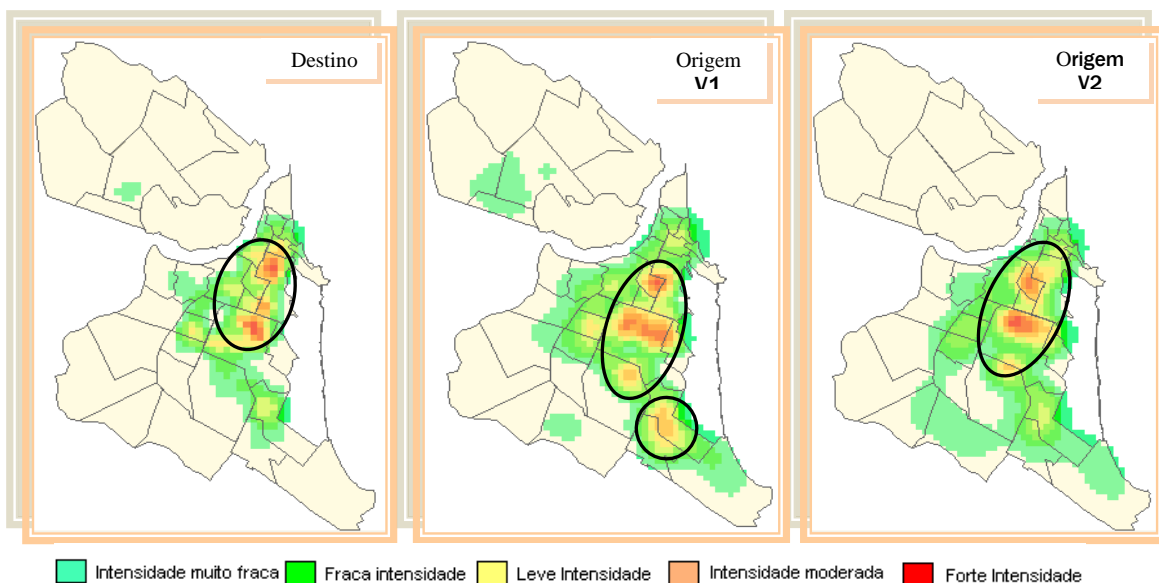 Destino
Origem
V1
Origem
V2
Intensidade muito fraca
Fraca intensidade
Leve Intensidade
Intensidade moderada
Forte Intensidade